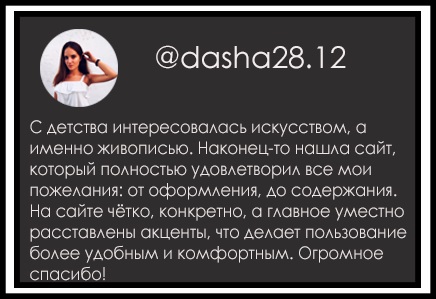 @dasha28.12
С детства интересовалась искусством, а
именно живописью. Наконец-то нашла сайт,
который полностью удовлетворил все мои
пожелания: от оформления, до содержания.
На сайте чётко, конкретно, а главное уместно
расставлены акценты, что делает пользование
более удобным и комфортным. Огромное
спасибо!